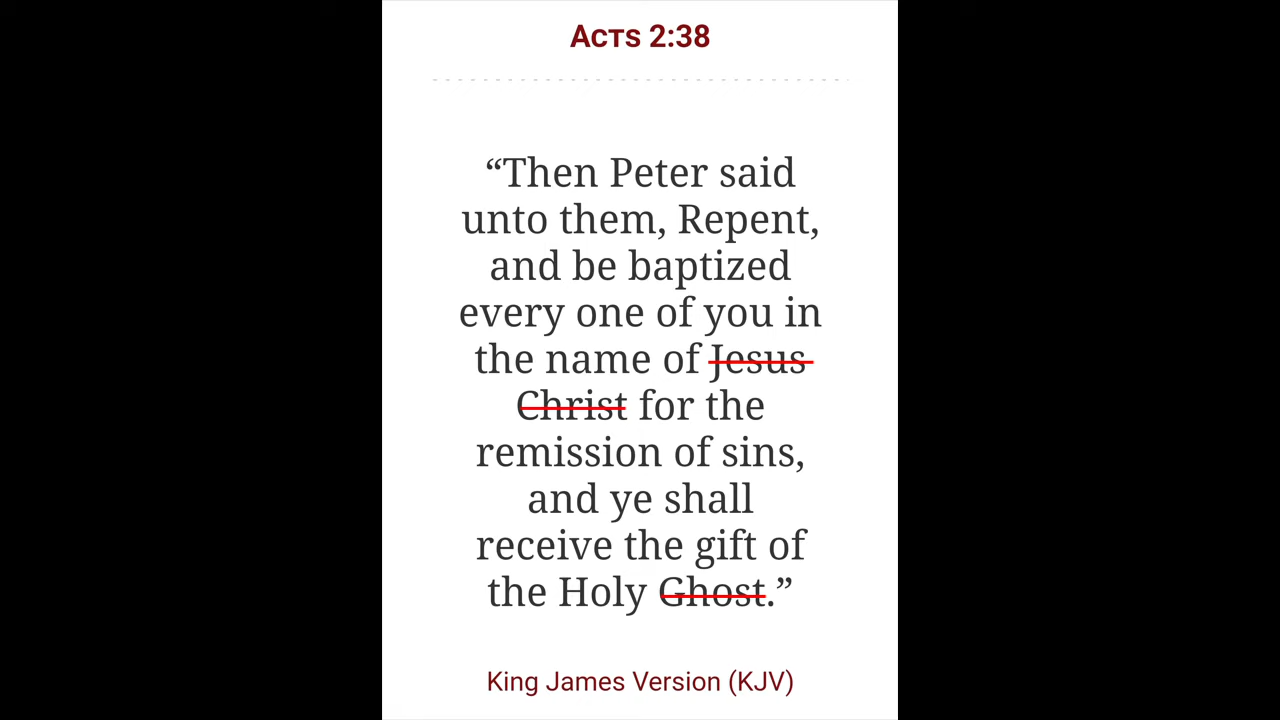 Acts 2:38
“Then Peter said
unto them, Repent,
and be baptized
every one of you in
the name of Jesus
Christ for the
remission of sins,
and ye shall
receive the gift of
the Holy Ghost.”
King James Version (KJV)